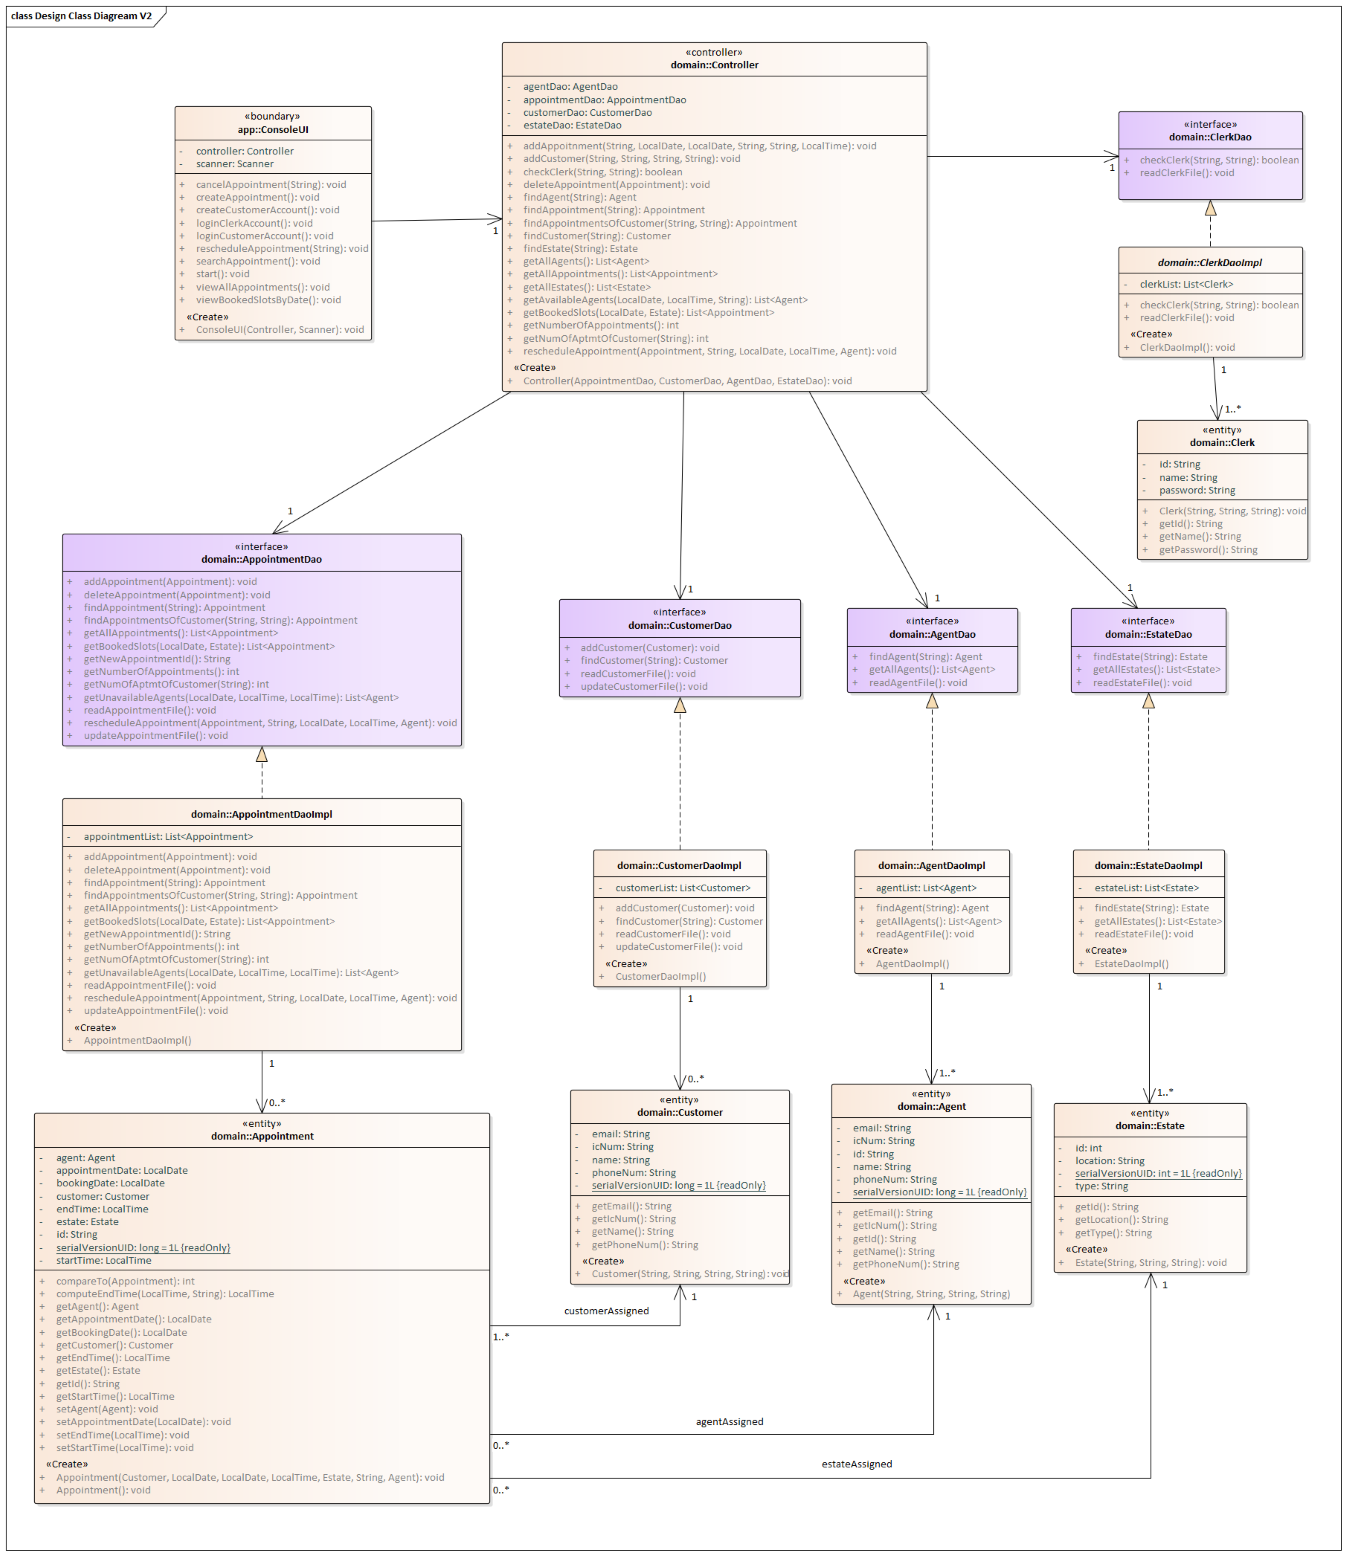 class Design Class Diagream V2
«controller»
domain::Controller
- agentDao: AgentDao
- appointmentDao: AppointmentDao
- customerDao: CustomerDao
- estateDao: EstateDao
+ addAppoitnment(String, LocalDate, LocalDate, String, String, LocalTime): void
+ addCustomer(String, String, String, String): void
+ checkClerk(String, String): boolean
+ deleteAppointment(Appointment): void
+ findAgent(String): Agent
+ findAppointment(String): Appointment
+ findAppointmentsOfCustomer(String, String): Appointment
+ findCustomer(String): Customer
+ findEstate(String): Estate
+ getAllAgents(): List<Agent>
+ getAllAppointments(): List<Appointment>
+ getAllEstates(): List<Estate>
+ getAvailableAgents(LocalDate, LocalTime, String): List<Agent>
+ getBookedSlots(LocalDate, Estate): List<Appointment>
+ getNumberOfAppointments(): int
+ getNumOfAptmtOfCustomer(String): int
+ rescheduleAppointment(Appointment, String, LocalDate, LocalTime, Agent): void
«Create»
+ Controller(AppointmentDao, CustomerDao, AgentDao, EstateDao): void
«boundary»
app::ConsoleUI
- controller: Controller
- scanner: Scanner
+ cancelAppointment(String): void
+ createAppointment(): void
+ createCustomerAccount(): void
+ loginClerkAccount(): void
+ loginCustomerAccount(): void
+ rescheduleAppointment(String): void
+ searchAppointment(): void
+ start(): void
+ viewAllAppointments(): void
+ viewBookedSlotsByDate(): void
«Create»
+ ConsoleUI(Controller, Scanner): void
1
«interface»
domain::ClerkDao
+ checkClerk(String, String): boolean
+ readClerkFile(): void
1
domain::ClerkDaoImpl
- clerkList: List<Clerk>
+ checkClerk(String, String): boolean
+ readClerkFile(): void
«Create»
+ ClerkDaoImpl(): void
1
1..*
«entity»
domain::Clerk
- id: String
- name: String
- password: String
+ Clerk(String, String, String): void
+ getId(): String
+ getName(): String
+ getPassword(): String
1
«interface»
domain::AppointmentDao
+ addAppointment(Appointment): void
+ deleteAppointment(Appointment): void
+ findAppointment(String): Appointment
+ findAppointmentsOfCustomer(String, String): Appointment
+ getAllAppointments(): List<Appointment>
+ getBookedSlots(LocalDate, Estate): List<Appointment>
+ getNewAppointmentId(): String
+ getNumberOfAppointments(): int
+ getNumOfAptmtOfCustomer(String): int
+ getUnavailableAgents(LocalDate, LocalTime, LocalTime): List<Agent>
+ readAppointmentFile(): void
+ rescheduleAppointment(Appointment, String, LocalDate, LocalTime, Agent): void
+ updateAppointmentFile(): void
1
«interface»
domain::CustomerDao
+ addCustomer(Customer): void
+ findCustomer(String): Customer
+ readCustomerFile(): void
+ updateCustomerFile(): void
1
«interface»
domain::AgentDao
+ findAgent(String): Agent
+ getAllAgents(): List<Agent>
+ readAgentFile(): void
1
«interface»
domain::EstateDao
+ findEstate(String): Estate
+ getAllEstates(): List<Estate>
+ readEstateFile(): void
domain::AppointmentDaoImpl
- appointmentList: List<Appointment>
+ addAppointment(Appointment): void
+ deleteAppointment(Appointment): void
+ findAppointment(String): Appointment
+ findAppointmentsOfCustomer(String, String): Appointment
+ getAllAppointments(): List<Appointment>
+ getBookedSlots(LocalDate, Estate): List<Appointment>
+ getNewAppointmentId(): String
+ getNumberOfAppointments(): int
+ getNumOfAptmtOfCustomer(String): int
+ getUnavailableAgents(LocalDate, LocalTime, LocalTime): List<Agent>
+ readAppointmentFile(): void
+ rescheduleAppointment(Appointment, String, LocalDate, LocalTime, Agent): void
+ updateAppointmentFile(): void
«Create»
+ AppointmentDaoImpl()
1
0..*
domain::CustomerDaoImpl
- customerList: List<Customer>
+ addCustomer(Customer): void
+ findCustomer(String): Customer
+ readCustomerFile(): void
+ updateCustomerFile(): void
«Create»
+ CustomerDaoImpl()
1
0..*
domain::AgentDaoImpl
- agentList: List<Agent>
+ findAgent(String): Agent
+ getAllAgents(): List<Agent>
+ readAgentFile(): void
«Create»
+ AgentDaoImpl()
1
1..*
domain::EstateDaoImpl
- estateList: List<Estate>
+ findEstate(String): Estate
+ getAllEstates(): List<Estate>
+ readEstateFile(): void
«Create»
+ EstateDaoImpl()
1
1..*
«entity»
domain::Appointment
- agent: Agent
- appointmentDate: LocalDate
- bookingDate: LocalDate
- customer: Customer
- endTime: LocalTime
- estate: Estate
- id: String
- serialVersionUID: long = 1L {readOnly}
- startTime: LocalTime
+ compareTo(Appointment): int
+ computeEndTime(LocalTime, String): LocalTime
+ getAgent(): Agent
+ getAppointmentDate(): LocalDate
+ getBookingDate(): LocalDate
+ getCustomer(): Customer
+ getEndTime(): LocalTime
+ getEstate(): Estate
+ getId(): String
+ getStartTime(): LocalTime
+ setAgent(Agent): void
+ setAppointmentDate(LocalDate): void
+ setEndTime(LocalTime): void
+ setStartTime(LocalTime): void
«Create»
+ Appointment(Customer, LocalDate, LocalDate, LocalTime, Estate, String, Agent): void
+ Appointment(): void
«entity»
domain::Customer
- email: String
- icNum: String
- name: String
- phoneNum: String
- serialVersionUID: long = 1L {readOnly}
+ getEmail(): String
+ getIcNum(): String
+ getName(): String
+ getPhoneNum(): String
«Create»
+ Customer(String, String, String, String): void
«entity»
domain::Agent
- email: String
- icNum: String
- id: String
- name: String
- phoneNum: String
- serialVersionUID: long = 1L {readOnly}
+ getEmail(): String
+ getIcNum(): String
+ getId(): String
+ getName(): String
+ getPhoneNum(): String
«Create»
+ Agent(String, String, String, String)
«entity»
domain::Estate
- id: int
- location: String
- serialVersionUID: int = 1L {readOnly}
- type: String
+ getId(): String
+ getLocation(): String
+ getType(): String
«Create»
+ Estate(String, String, String): void
customerAssigned
1
1..*
agentAssigned
1
0..*
estateAssigned
1
0..*